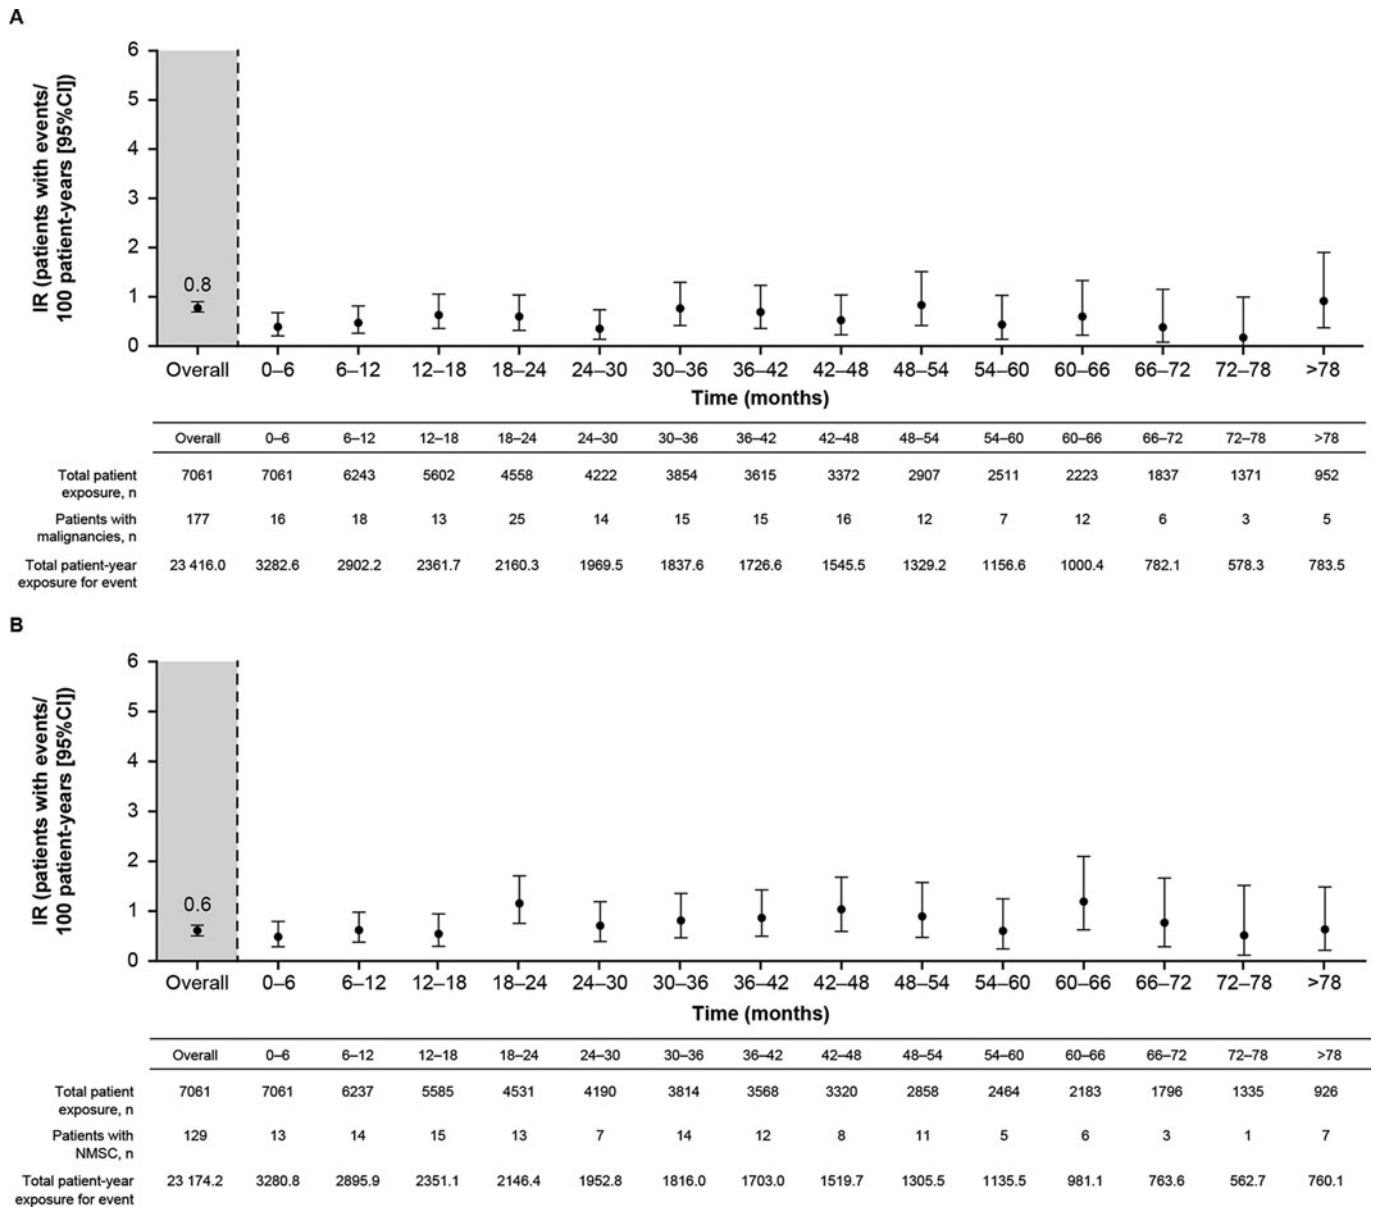 A
IR (patients with events/
100 patient-years [95%CI])
6
5
4
3
2
1
0
0.8
Overall 0–6 6–12 12–18 18–24 24–30 30–36 36–42 42–48 48–54 54–60 60–66 66–72 72–78 >78
Time (months)
Overall 0–6 6–12 12–18 18–24 24–30 30–36 36–42 42–48 48–54 54–60 60–66 66–72 72–78 >78
Total patient 7061 7061 6243 5602 4558 4222 3854 3615 3372 2907 2511 2223 1837 1371 952
exposure, n
Patients with 177 16 18 13 25 14 15 15 16 12 7 12 6 3 5
malignancies, n
Total patient-year 23 416.0 3282.6 2902.2 2361.7 2160.3 1969.5 1837.6 1726.6 1545.5 1329.2 1156.6 1000.4 782.1 578.3 783.5
exposure for event
B
IR (patients with events/
100 patient-years [95%CI])
6
5
4
3
2
1
0
0.6
Overall 0–6 6–12 12–18 18–24 24–30 30–36 36–42 42–48 48–54 54–60 60–66 66–72 72–78 >78
Time (months)
Overall 0–6 6–12 12–18 18–24 24–30 30–36 36–42 42–48 48–54 54–60 60–66 66–72 72–78 >78
Total patient 7061 7061 6237 5585 4531 4190 3814 3568 3320 2858 2464 2183 1796 1335 926
exposure, n
Patients with 129 13 14 15 13 7 14 12 8 11 5 6 3 1 7
NMSC, n
Total patient-year 23 174.2 3280.8 2895.9 2351.1 2146.4 1952.8 1816.0 1703.0 1519.7 1305.5 1135.5 981.1 763.6 562.7 760.1
exposure for event